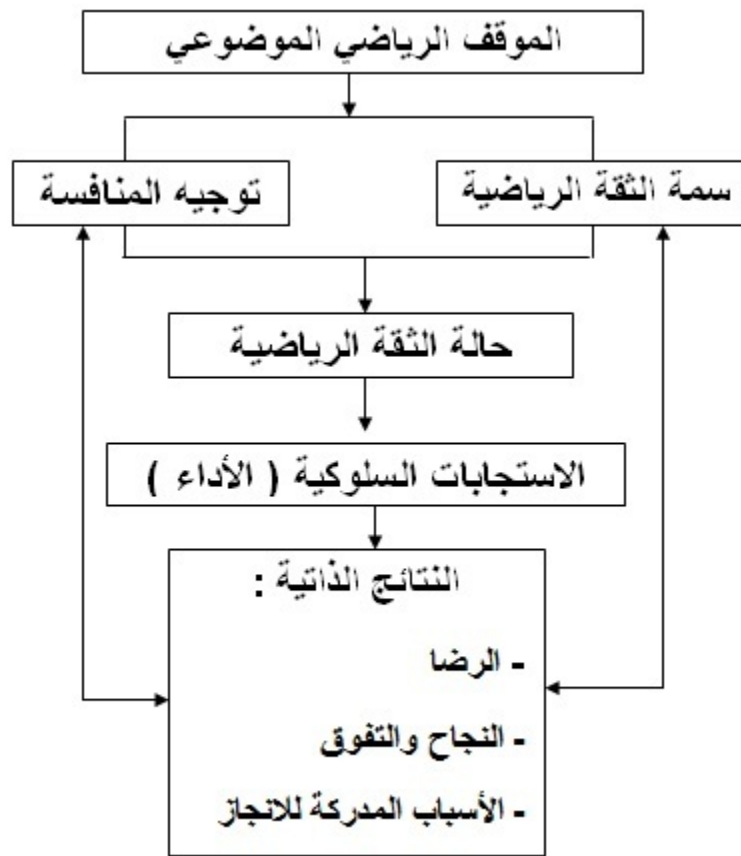 الموقف الرياضي الموضوعي
سمة الثقة الرياضية
توجيه المنافسة
حالة الثقة الرياضية
الاستجابات السلوكية ( الأداء )
النتائج الذاتية :
- الرضا
- النجاح والتفوق
- الأسباب المدركة للانجاز